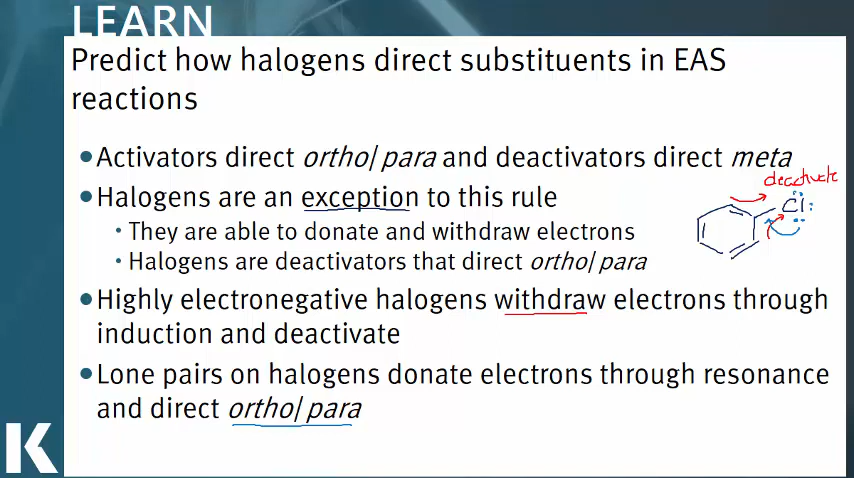 LEARN
Predict how halogens direct substituents in EAS
reactions
•Activators direct ortho/para and deactivators direct meta
•Halogens are an exception to this rule
•They are able to donate and withdraw electrons
•Halogens are deactivators that direct ortho/para
•Highly electronegative halogens withdraw electrons through
induction and deactivate
•Lone pairs on halogens donate electrons through resonance
and direct ortho/para
deactivate
Cl
K